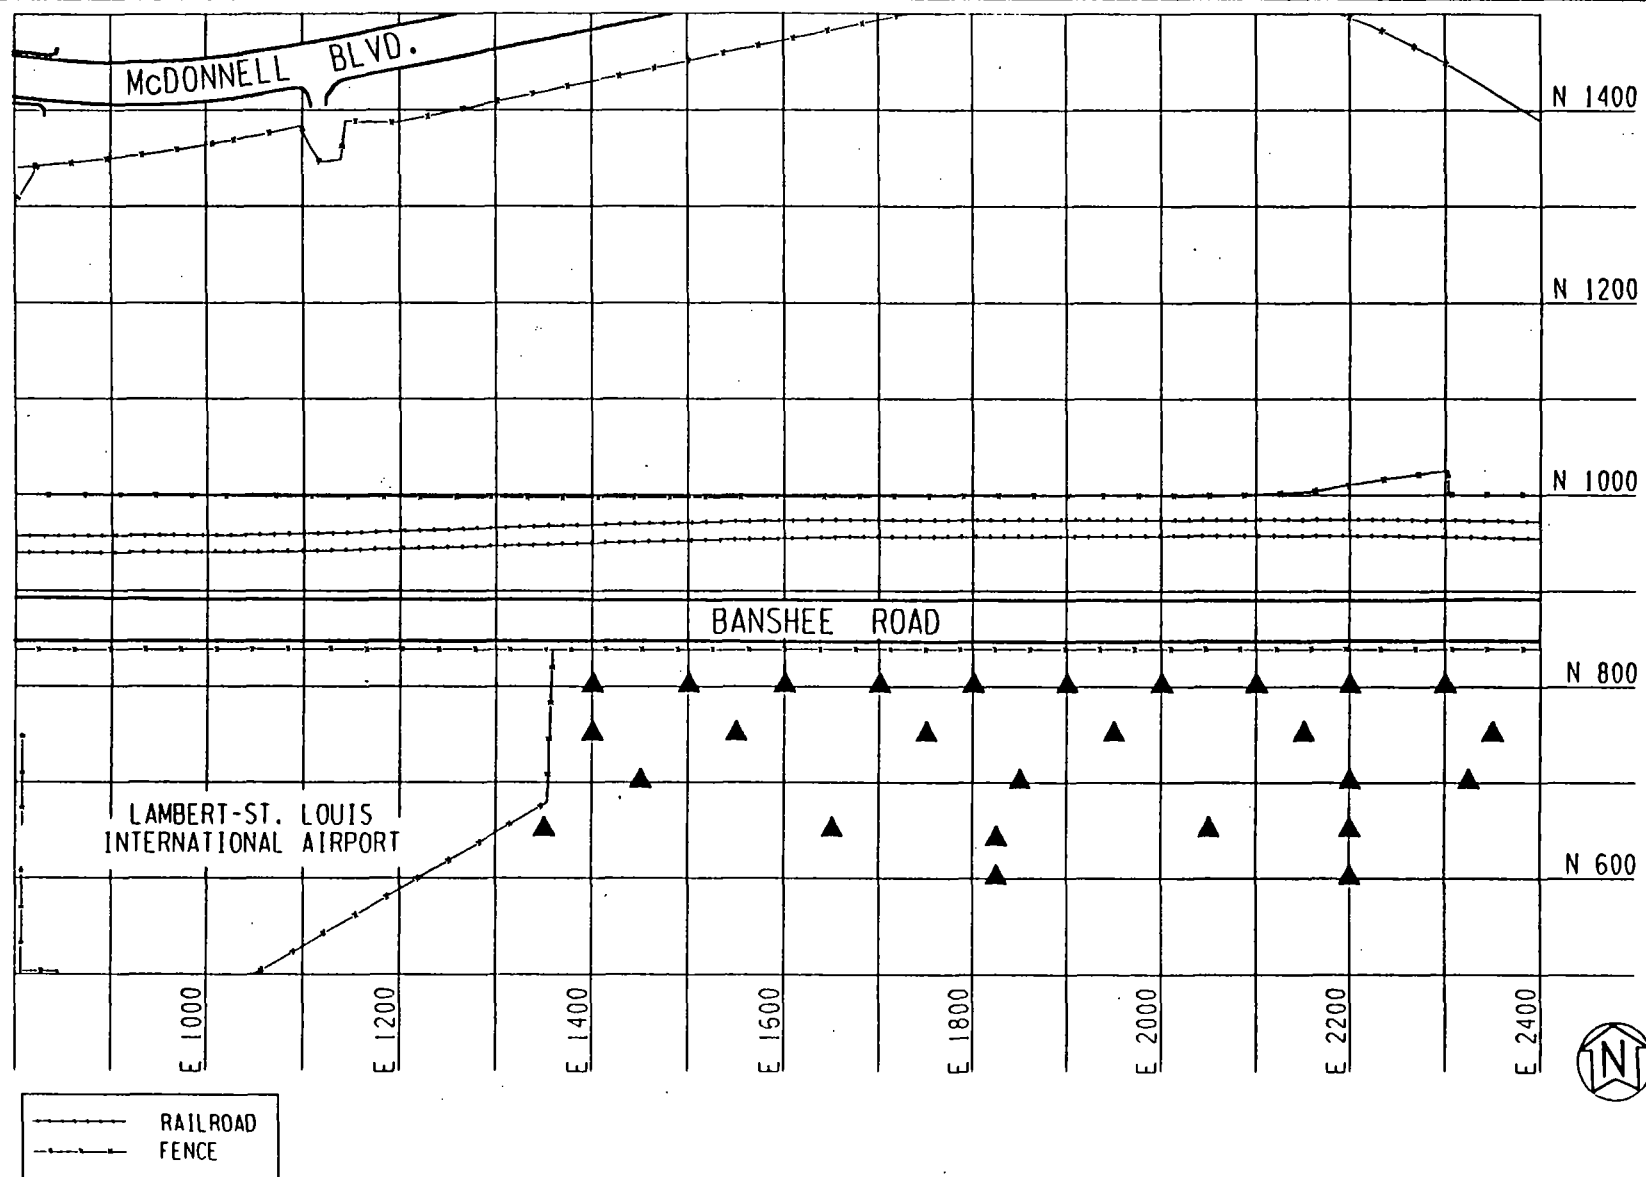 McDONNELL BLVD.
N 1400
N 1200
N 1000
BANSHEE ROAD
N 800
LAMBERT-ST. LOUIS
INTERNATIONAL AIRPORT
N 600
E 1000
E 1200
E 1400
E 1600
E 1800
E 2000
E 2200
E 2400
N
RAILROAD
FENCE